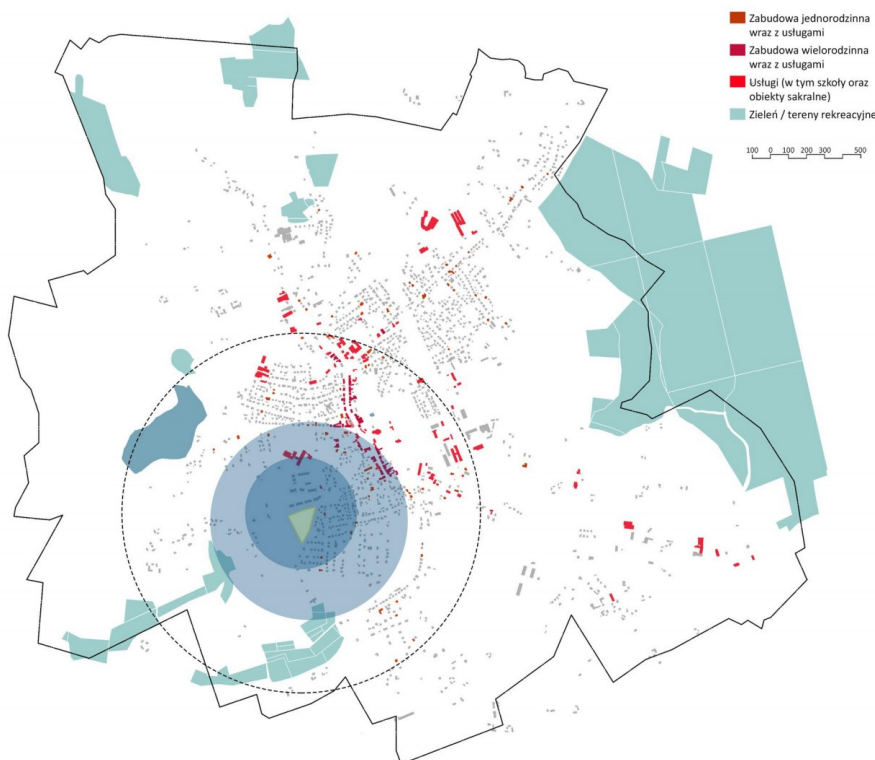 Zabudowa jednorodzinna
wraz z usługami
Zabudowa wielorodzinna
wraz z usługami
Usługi (w tym szkoły oraz
obiekty sakralne)
Zieleń / tereny rekreacyjne
100 0 100 200 300 500